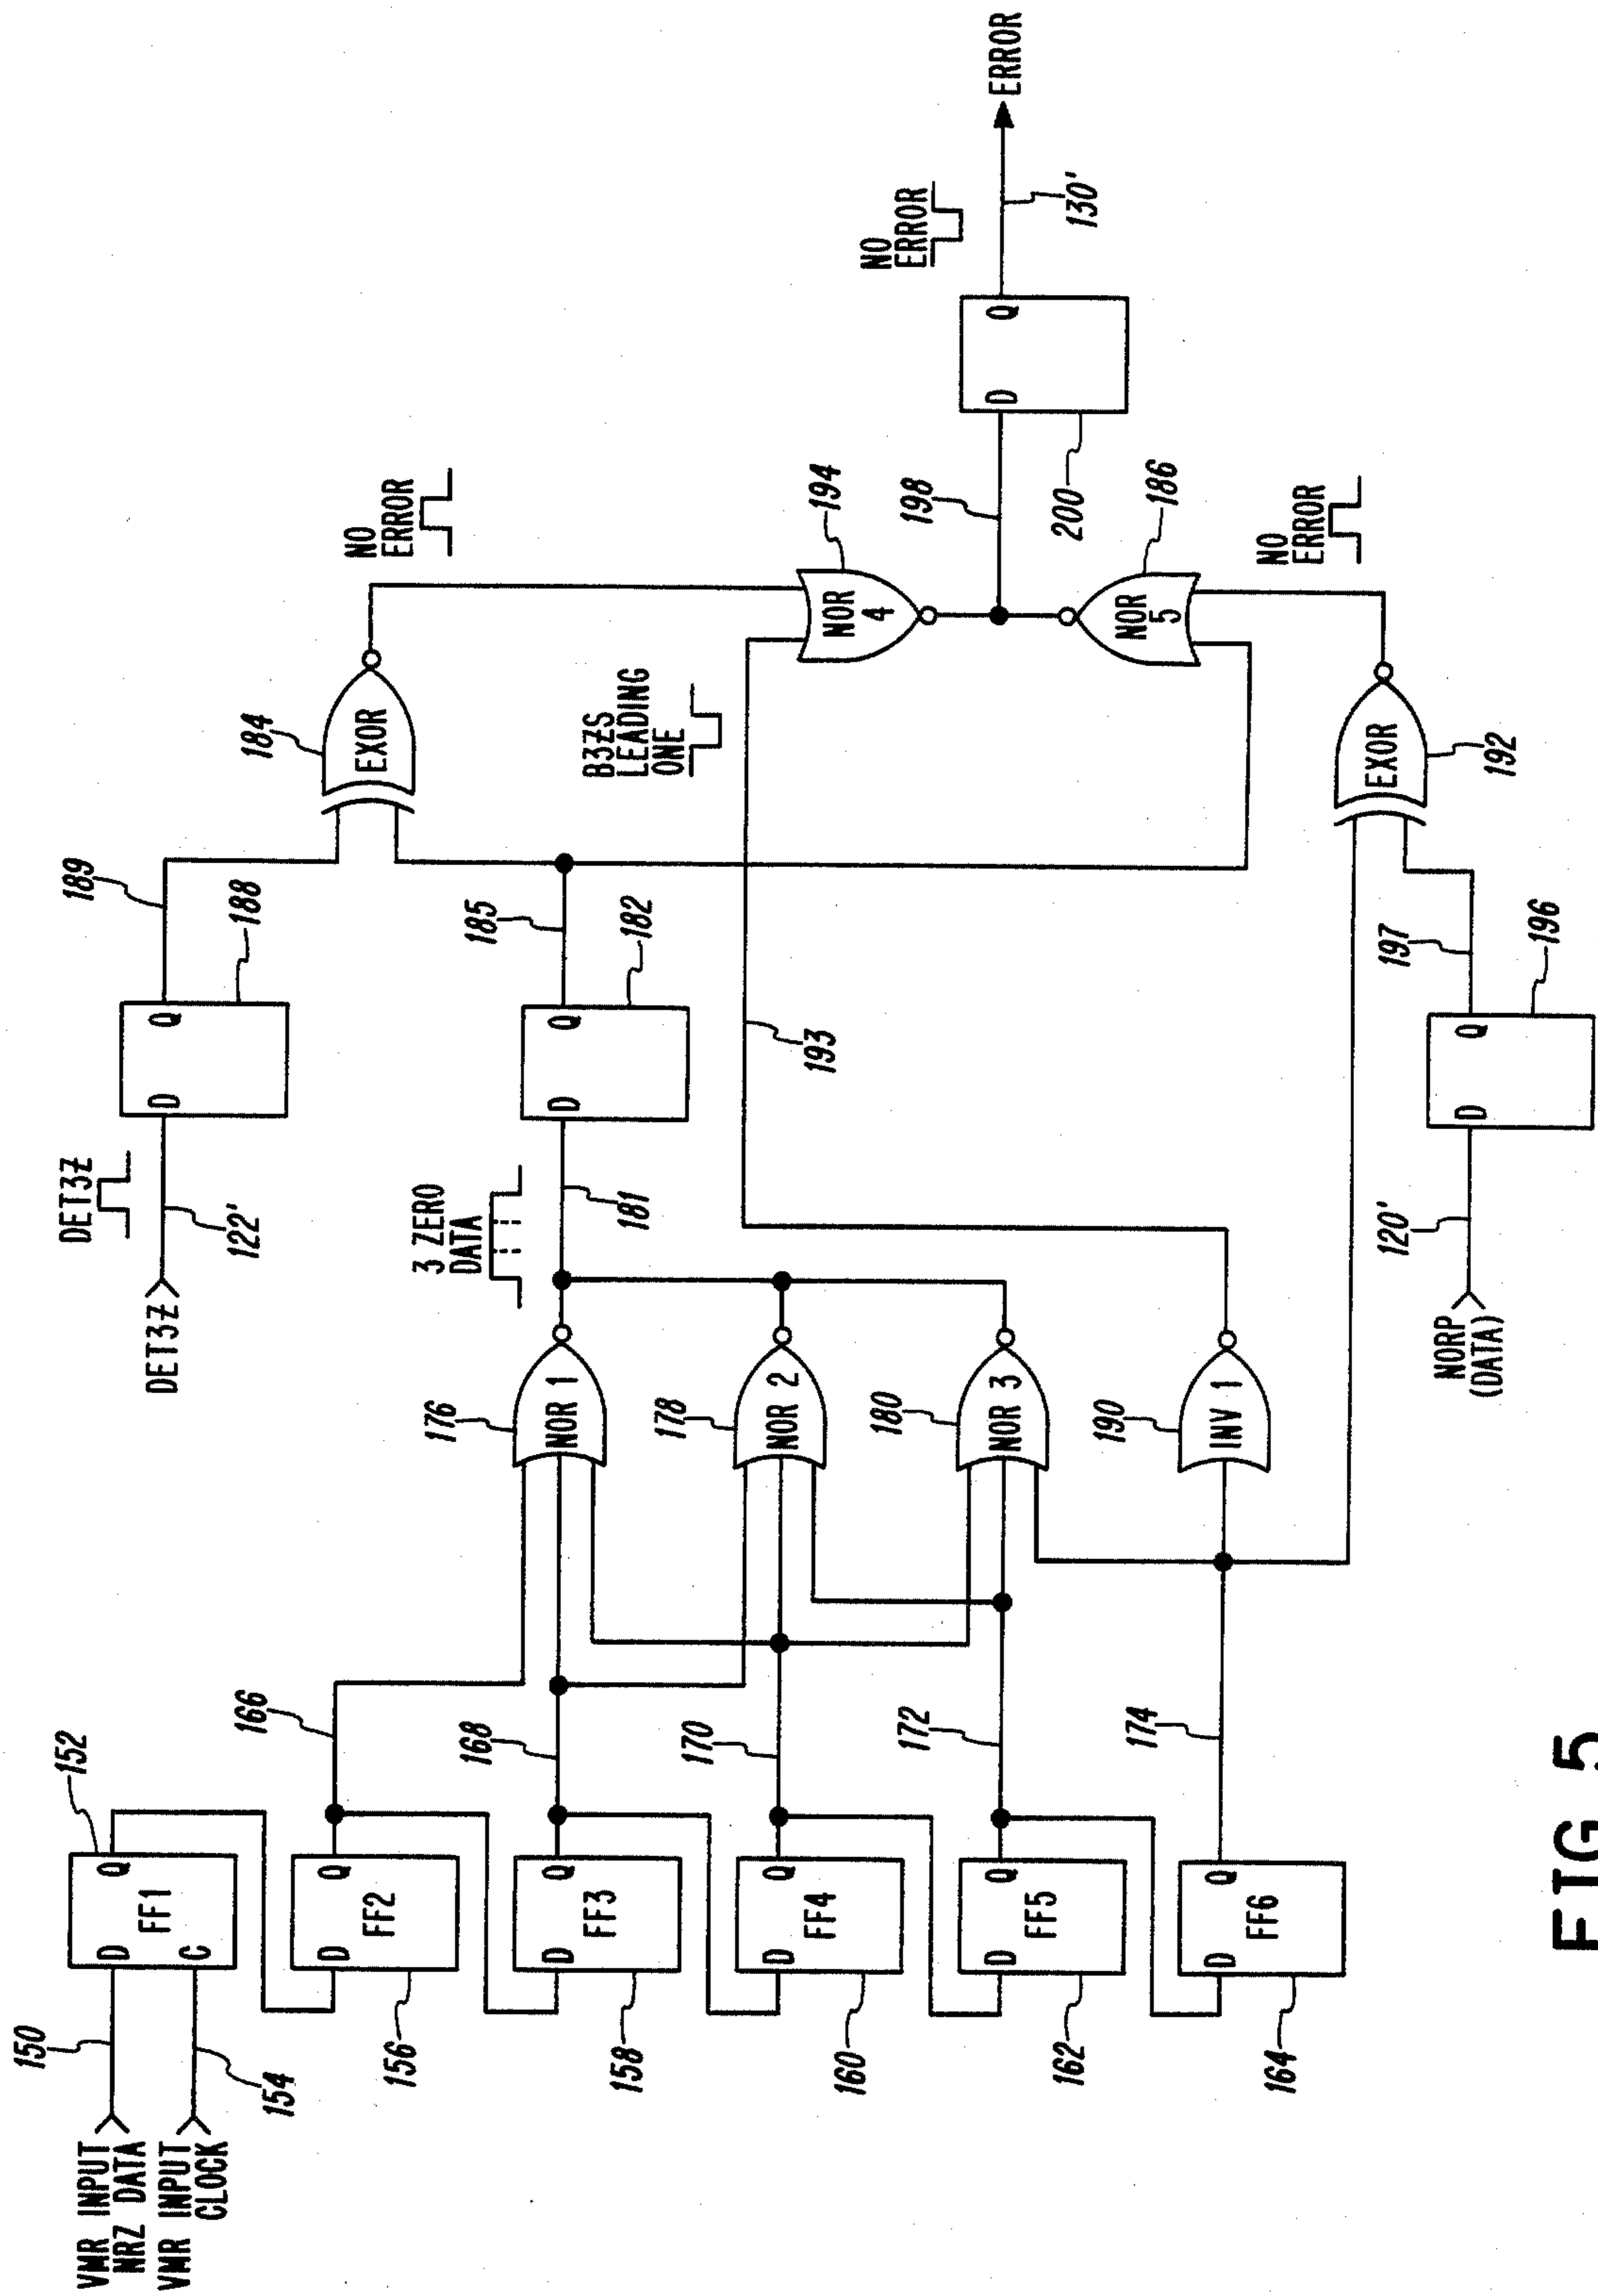 VMR INPUT
NRZ DATA
VMR INPUT
CLOCK
150
154
152
D
Q
C
FF1
156
D
Q
FF2
166
158
D
Q
FF3
168
160
D
Q
FF4
170
162
D
Q
FF5
172
164
D
Q
FF6
174
176
NOR 1
178
NOR 2
180
NOR 3
190
INV 1
DET3Z
DET3Z
122'
3 ZERO
DATA
181
NORP
(DATA)
120'
D
Q
188
189
D
Q
182
185
193
D
Q
196
197
184
EXOR
B3ZS
LEADING
ONE
192
EXOR
NO
ERROR
194
NOR
4
186
NOR
5
NO
ERROR
198
200
D
Q
NO
ERROR
130'
ERROR
FIG 5